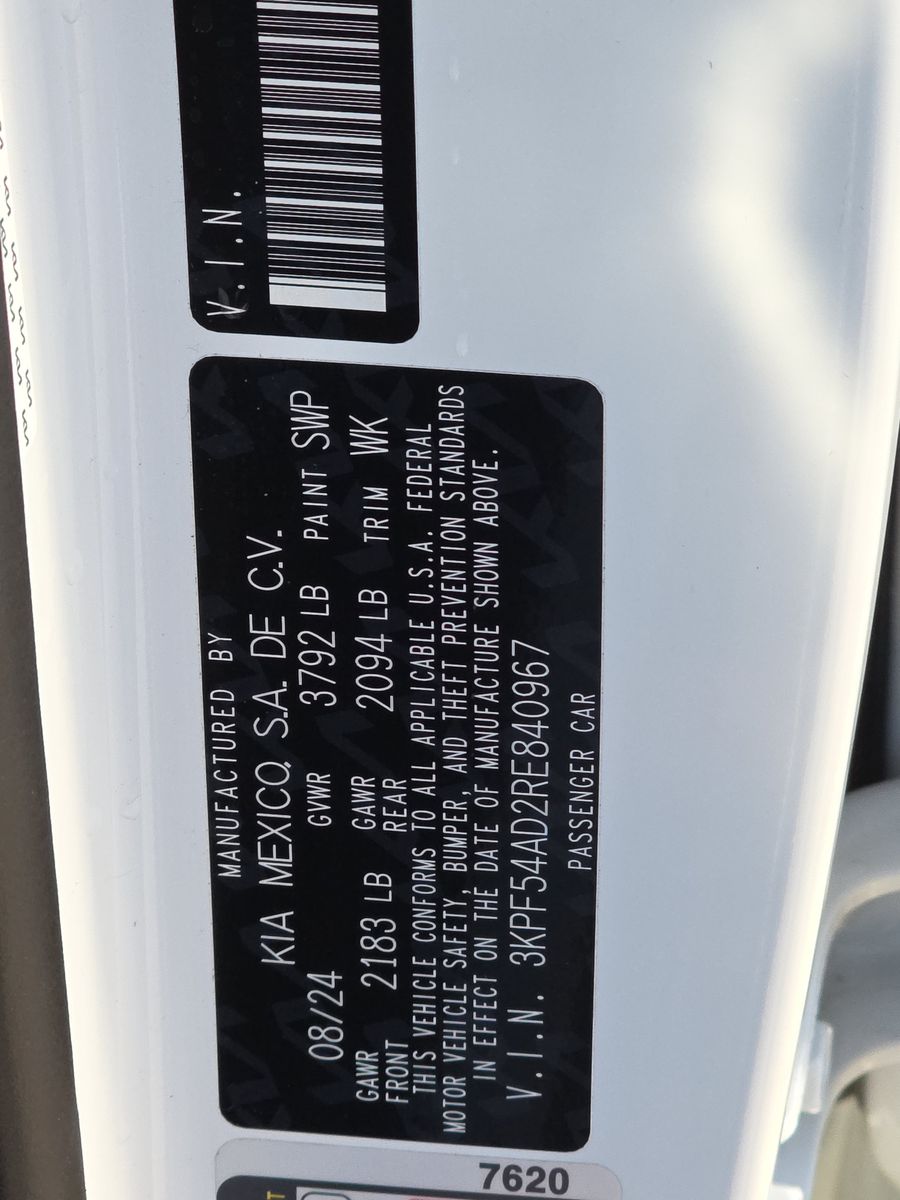 V.I.N.
MANUFACTURED BY
KIA MEXICO, S.A. DE C.V.
08/24 GVWR 3792 LB PAINT SWP
GAWR FRONT 2183 LB GAWR REAR 2094 LB TRIM WK
THIS VEHICLE CONFORMS TO ALL APPLICABLE U.S.A. FEDERAL
MOTOR VEHICLE SAFETY, BUMPER, AND THEFT PREVENTION STANDARDS
IN EFFECT ON THE DATE OF MANUFACTURE SHOWN ABOVE.
V.I.N. 3KPF54AD2RE840967
PASSENGER CAR
7620